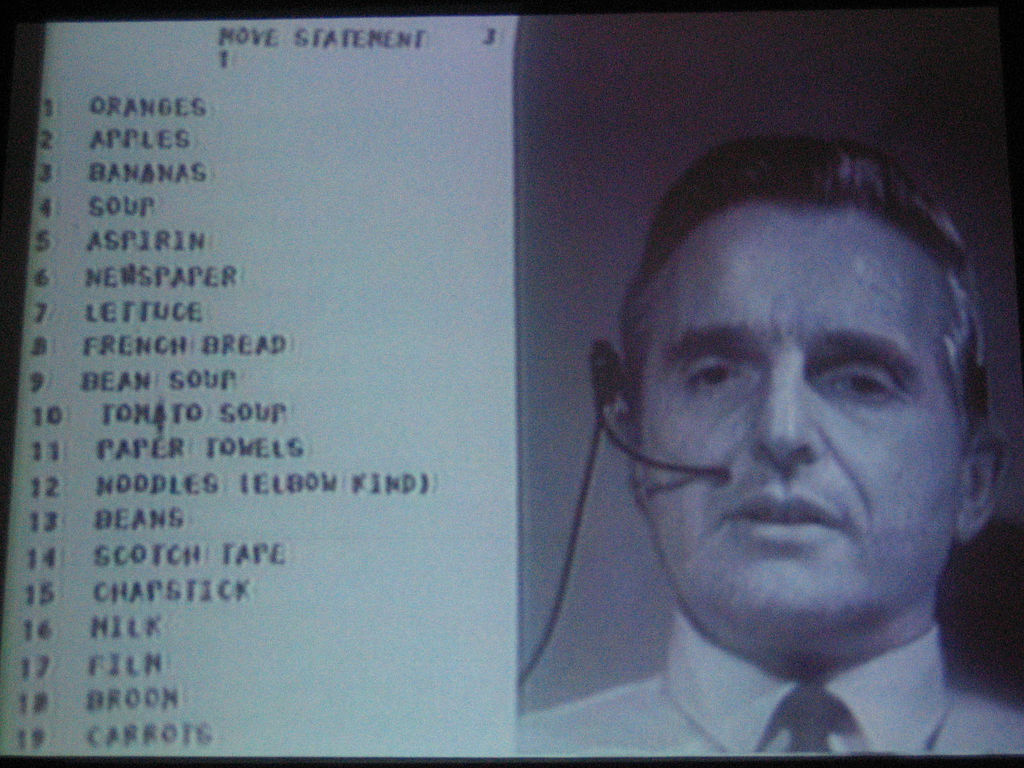 MOVE STATEMENT 3
1
1 ORANGES
2 APPLES
3 BANANAS
4 SOUP
5 ASPIRIN
6 NEWSPAPER
7 LETTUCE
8 FRENCH BREAD
9 BEAN SOUP
10 TOMATO SOUP
11 PAPER TOWELS
12 NOODLES (ELBOW KIND)
13 BEANS
14 SCOTCH TAPE
15 CHAPSTICK
16 MILK
17 FILM
18 BROOM
19 CARROTS